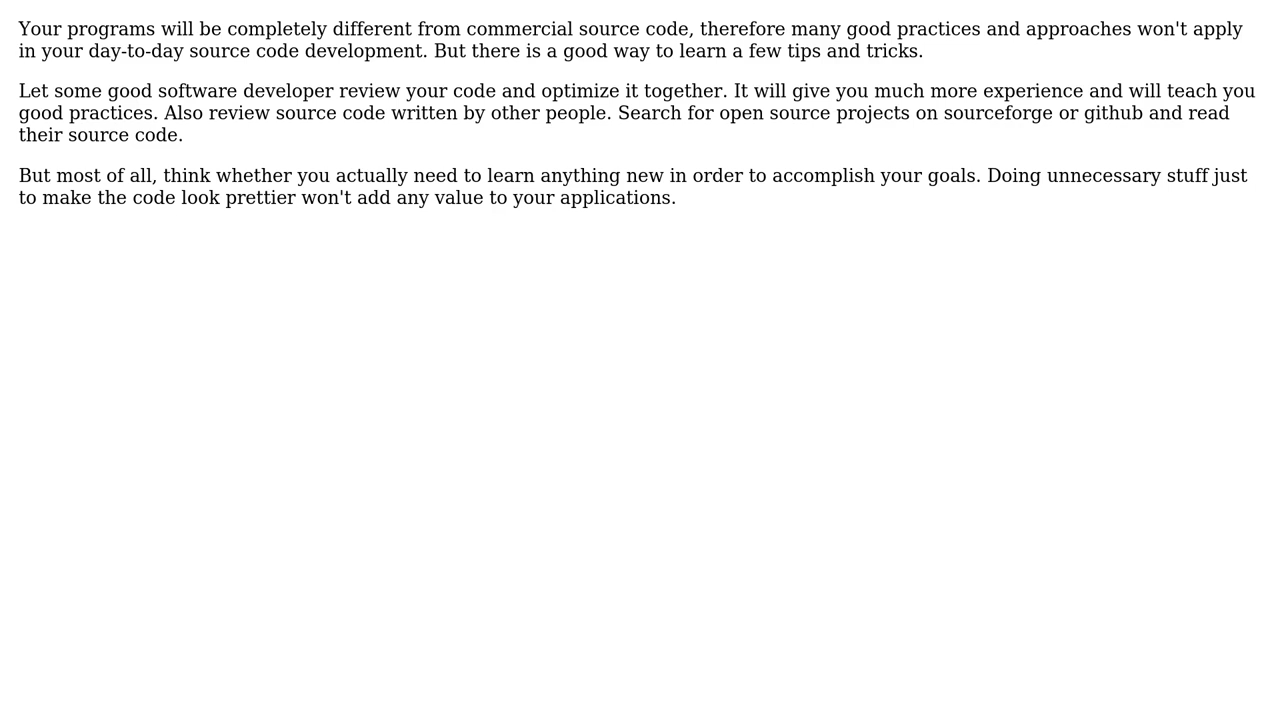 Your programs will be completely different from commercial source code, therefore many good practices and approaches won't apply
in your day-to-day source code development. But there is a good way to learn a few tips and tricks.
Let some good software developer review your code and optimize it together. It will give you much more experience and will teach you
good practices. Also review source code written by other people. Search for open source projects on sourceforge or github and read
their source code.
But most of all, think whether you actually need to learn anything new in order to accomplish your goals. Doing unnecessary stuff just
to make the code look prettier won't add any value to your applications.